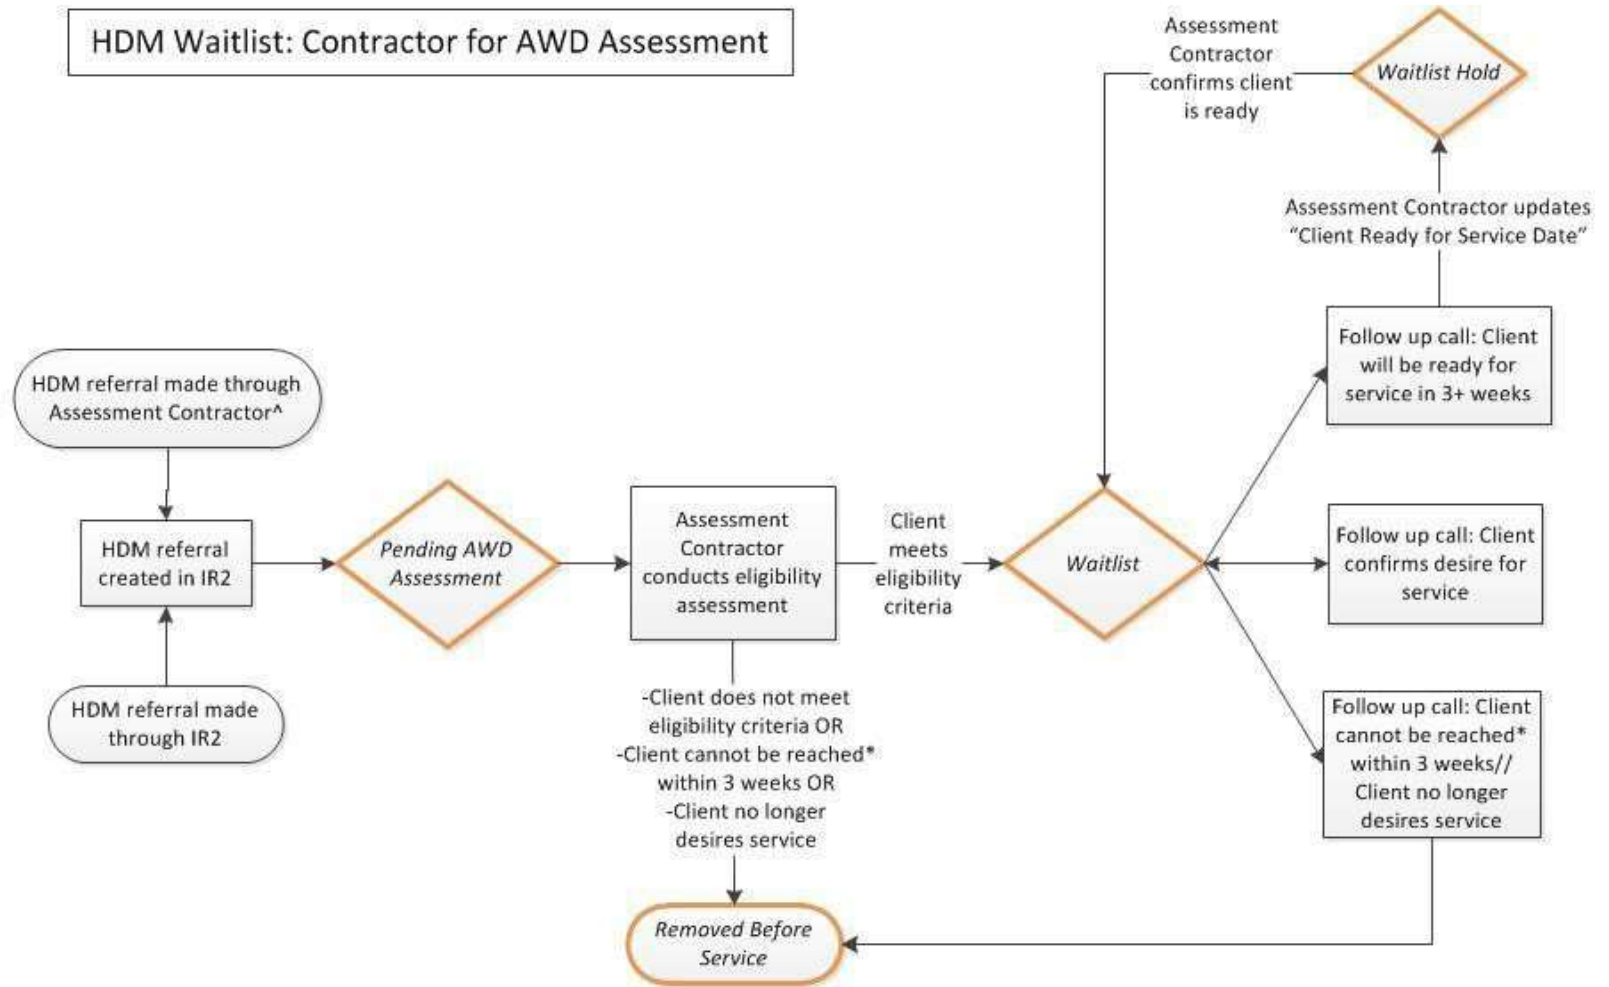 HDM Waitlist: Contractor for AWD Assessment
Assessment
Contractor
confirms client
is ready
Waitlist Hold
Assessment Contractor updates
“Client Ready for Service Date”
Follow up call: Client
will be ready for
service in 3+ weeks
HDM referral made through
Assessment Contractor^
HDM referral
created in IR2
HDM referral made
through IR2
Pending AWD
Assessment
Assessment
Contractor
conducts eligibility
assessment
Client
meets
eligibility
criteria
Waitlist
Follow up call: Client
confirms desire for
service
Follow up call: Client
cannot be reached*
within 3 weeks//
Client no longer
desires service
-Client does not meet
eligibility criteria OR
-Client cannot be reached*
within 3 weeks OR
-Client no longer
desires service
Removed Before
Service